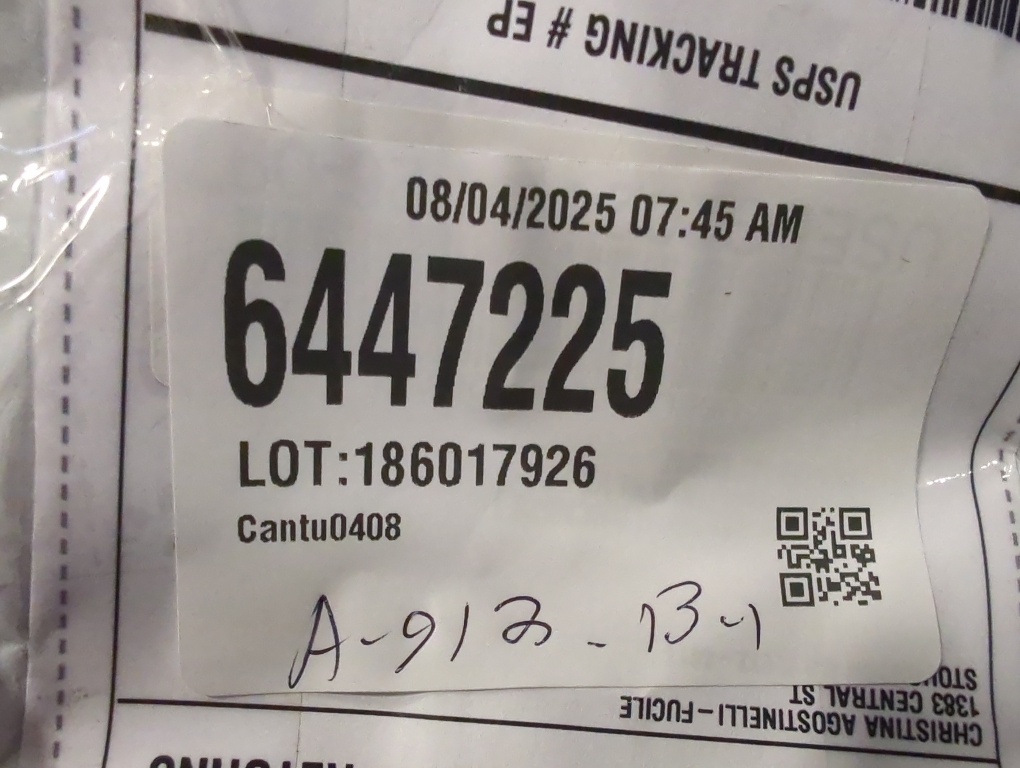 USPS TRACKING # EP
08/04/2025 07:45 AM
6447225
LOT:186017926
Cantu0408
A-912-B-1
CHRISTINA AGOSTINELLI-FUCILE
1383 CENTRAL ST